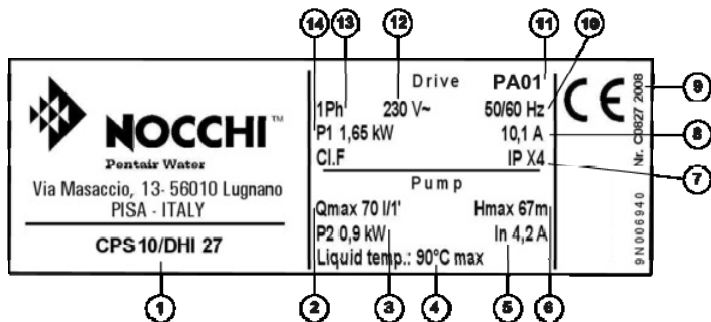 14 13 12 11 10
Drive PA01
1Ph 230 V~ 50/60 Hz
P1 1,65 kW 10,1 A
Cl.F IP X4
NOCCHI™
Pentair Water
Via Masaccio, 13- 56010 Lugnano
PISA - ITALY
CPS10/DHI 27
Pump
Qmax 70 l/1' Hmax 67m
P2 0,9 kW In 4,2 A
Liquid temp.: 90°C max
CE
Nr. C0827 2008
9N006940
9
8
7
1 2 3 4 5 6